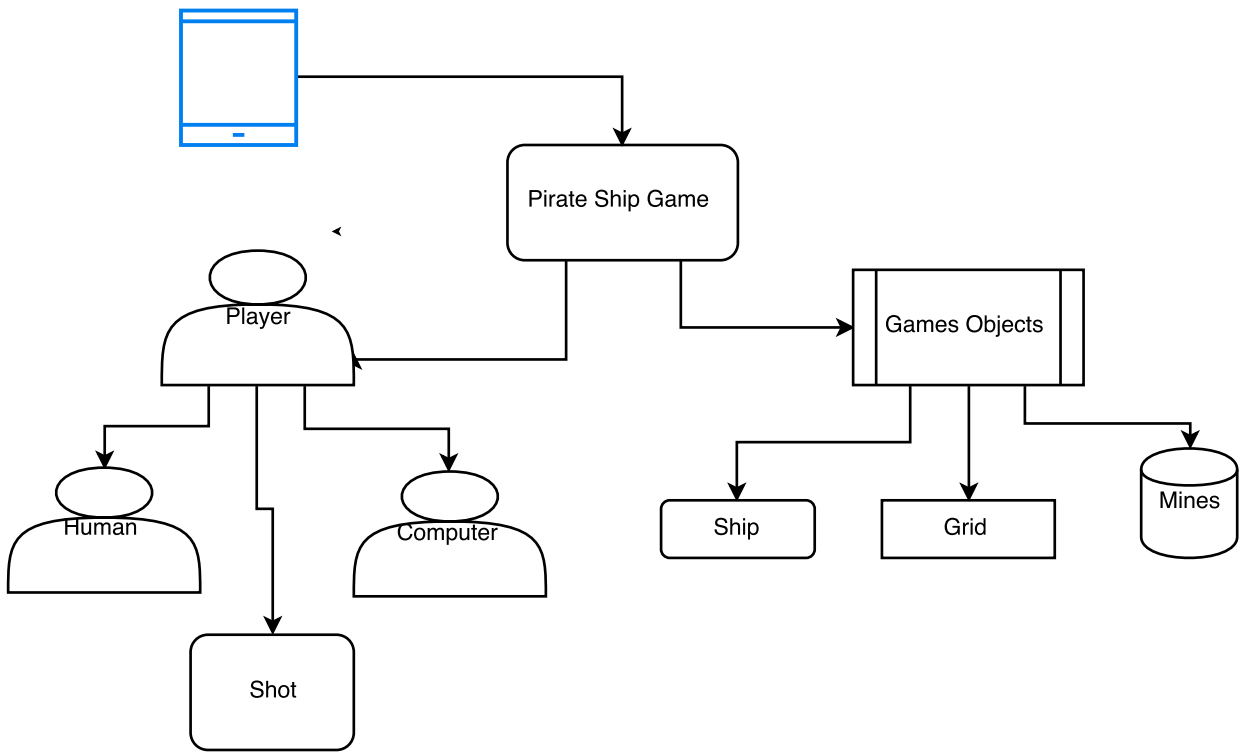 Pirate Ship Game
Player
Games Objects
Human
Computer
Ship
Grid
Mines
Shot